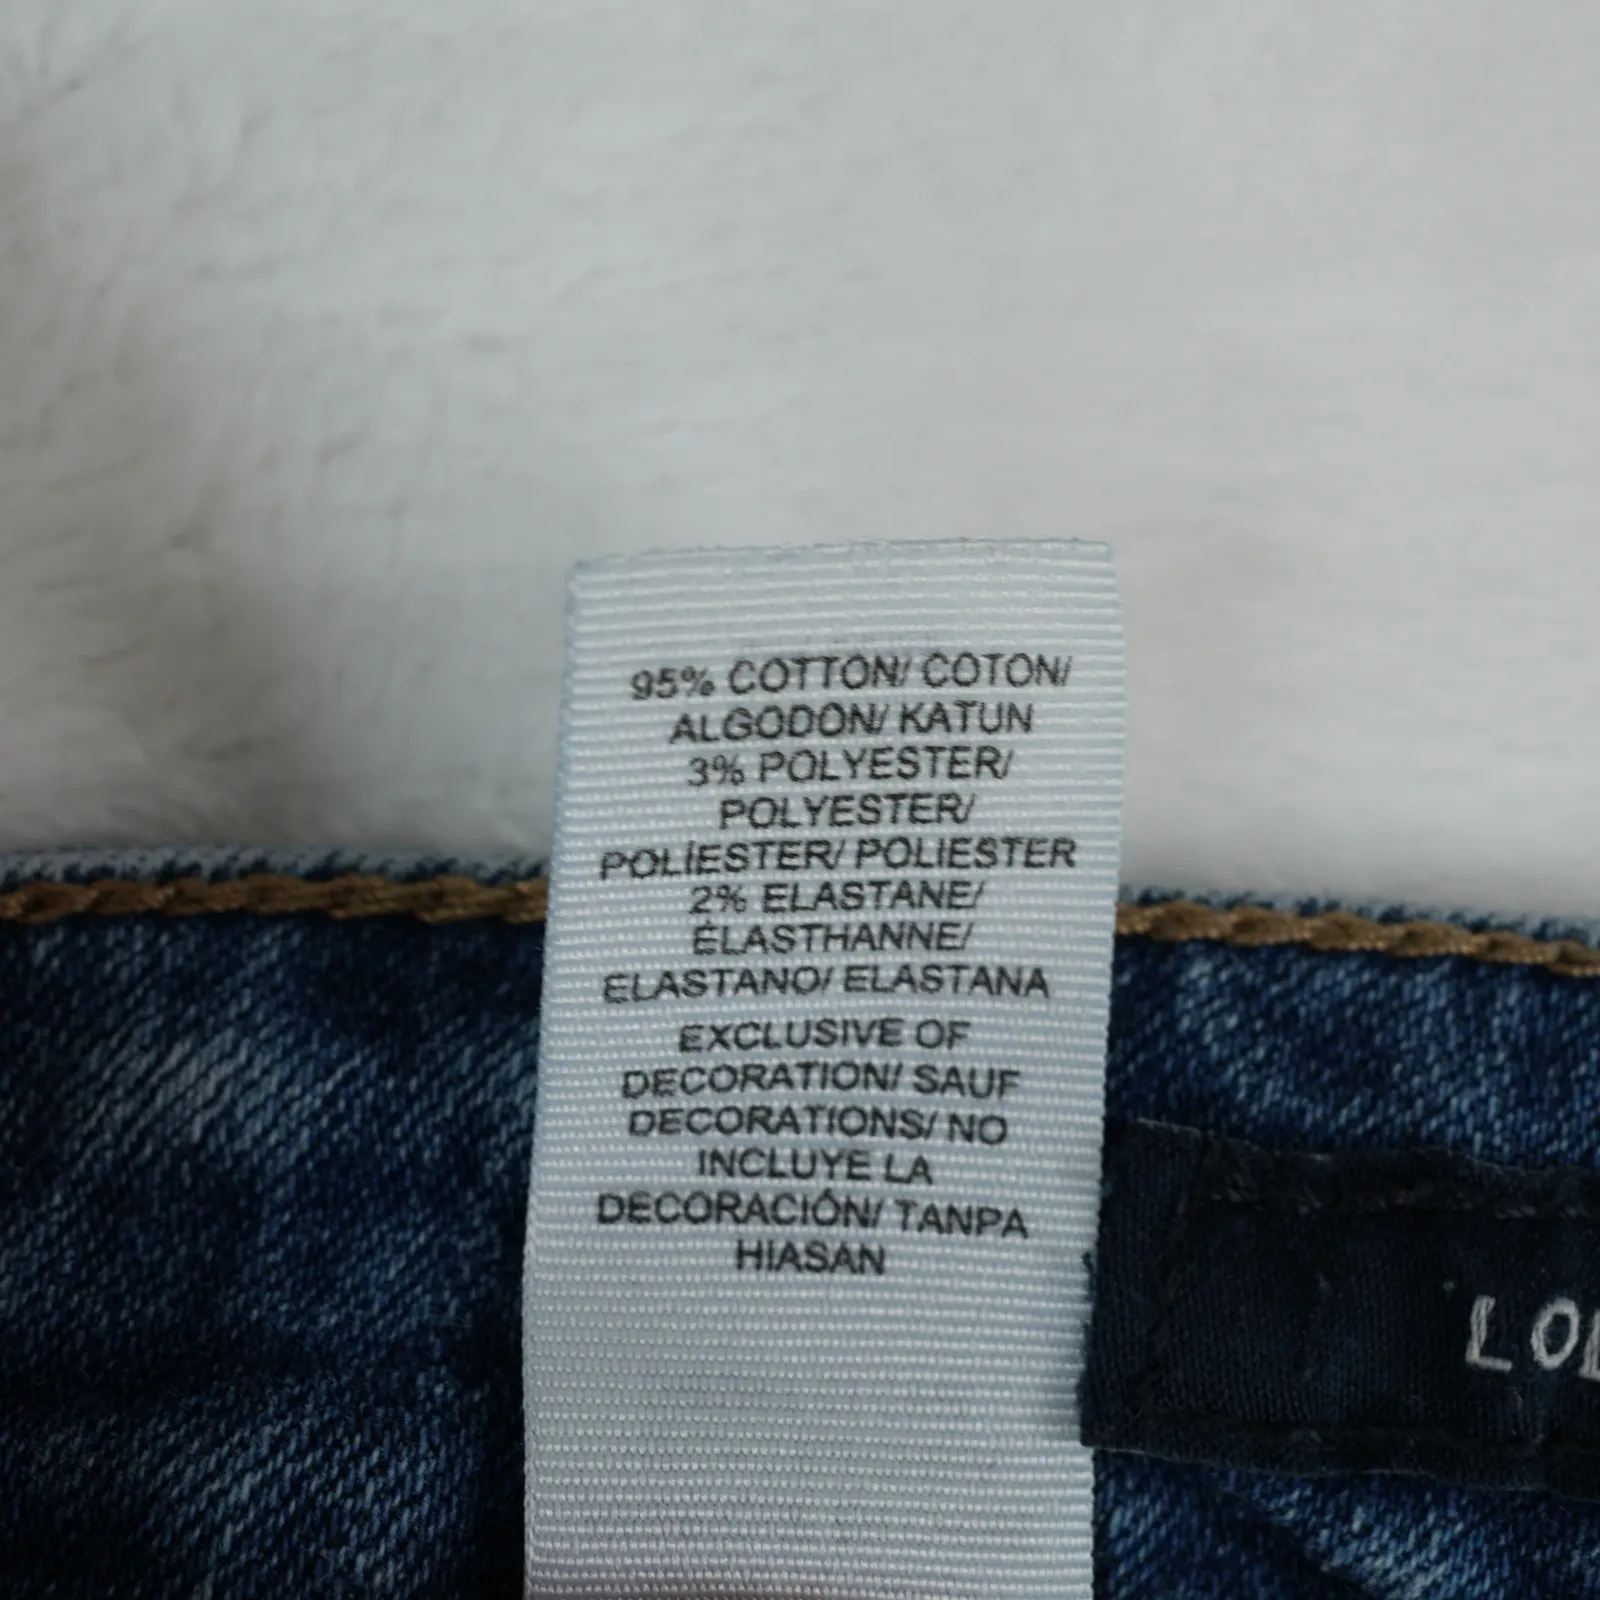 95% COTTON/ COTON/
ALGODON/ KATUN
3% POLYESTER/
POLYESTER/
POLÍESTER/ POLIESTER
2% ELASTANE/
ÉLASTHANNE/
ELASTANO/ ELASTANA
EXCLUSIVE OF
DECORATION/ SAUF
DECORATIONS/ NO
INCLUYE LA
DECORACIÓN/ TANPA
HIASAN